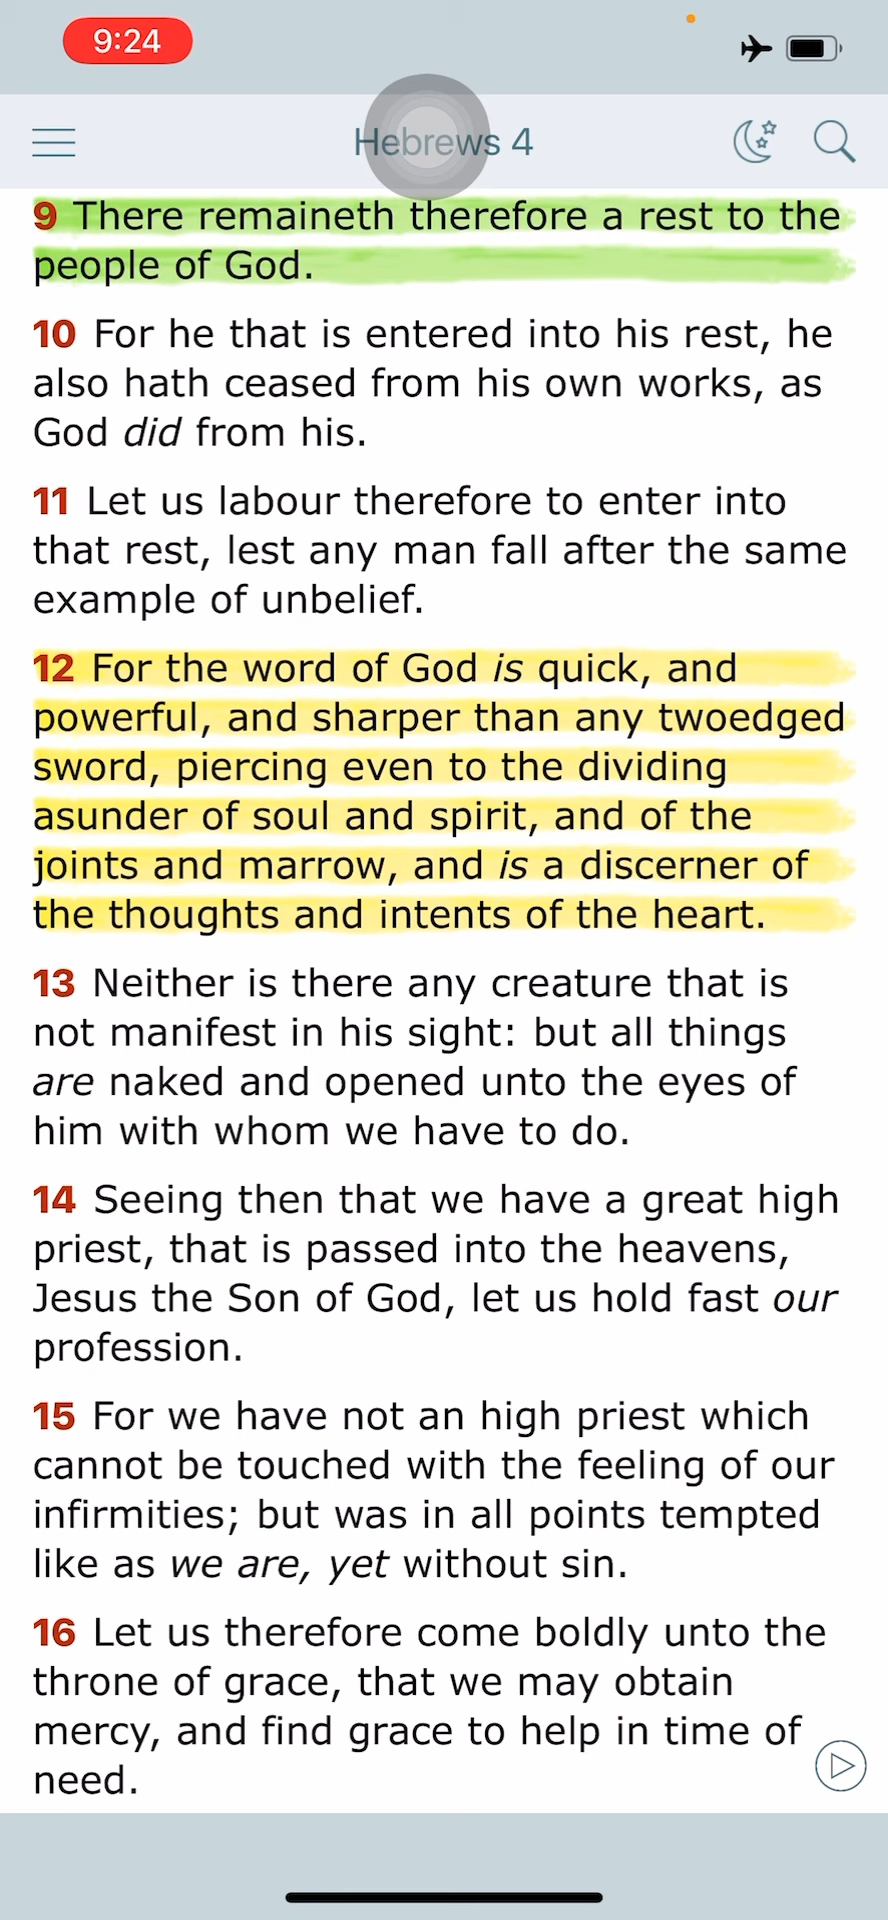 9:24
Hebrews 4
9 There remaineth therefore a rest to the
people of God.
10 For he that is entered into his rest, he
also hath ceased from his own works, as
God did from his.
11 Let us labour therefore to enter into
that rest, lest any man fall after the same
example of unbelief.
12 For the word of God is quick, and
powerful, and sharper than any twoedged
sword, piercing even to the dividing
asunder of soul and spirit, and of the
joints and marrow, and is a discerner of
the thoughts and intents of the heart.
13 Neither is there any creature that is
not manifest in his sight: but all things
are naked and opened unto the eyes of
him with whom we have to do.
14 Seeing then that we have a great high
priest, that is passed into the heavens,
Jesus the Son of God, let us hold fast our
profession.
15 For we have not an high priest which
cannot be touched with the feeling of our
infirmities; but was in all points tempted
like as we are, yet without sin.
16 Let us therefore come boldly unto the
throne of grace, that we may obtain
mercy, and find grace to help in time of
need.